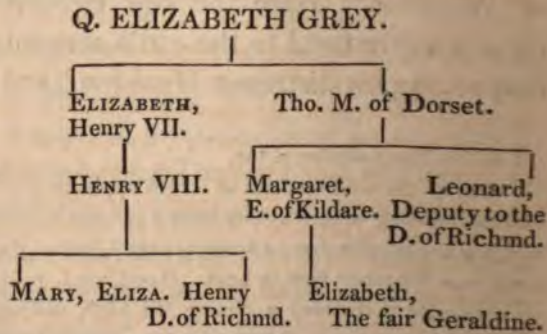 Q. ELIZABETH GREY.
ELIZABETH, Tho. M. of Dorset.
Henry VII.
HENRY VIII. Margaret, Leonard,
E. of Kildare. Deputy to the
D. of Richmd.
MARY, ELIZA. Henry Elizabeth,
D. of Richmd. The fair Geraldine.